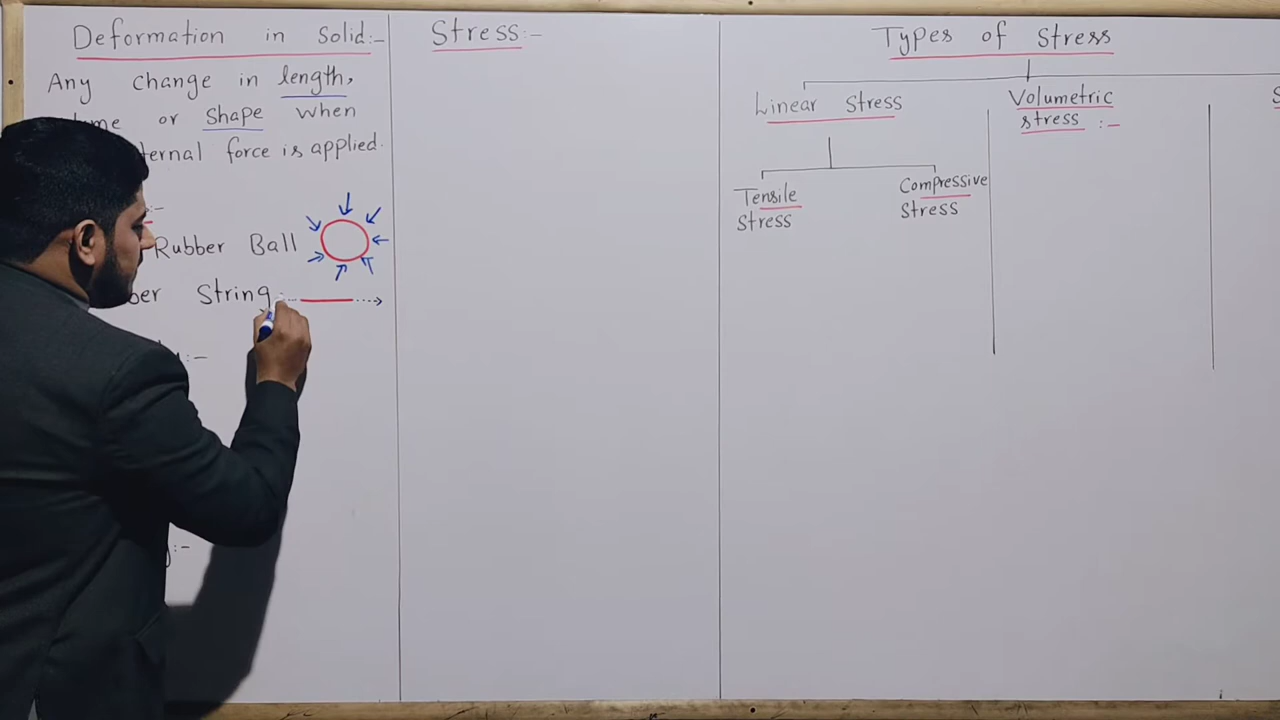 Deformation in Solid:-
Any change in length,
or Shape when
force is applied.
Rubber Ball
String:
Stress:-
Types of Stress
Linear Stress
Tensile
Stress
Compressive
Stress
Volumetric
stress :-